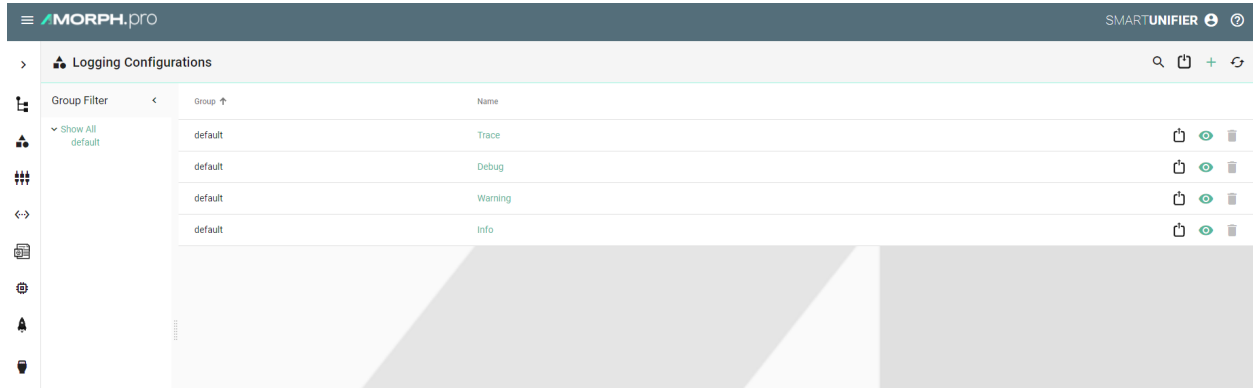 AMORPH.pro
SMARTUNIFIER
Logging Configurations
Group Filter
Show All
default
Group Name
default Trace
default Debug
default Warning
default Info